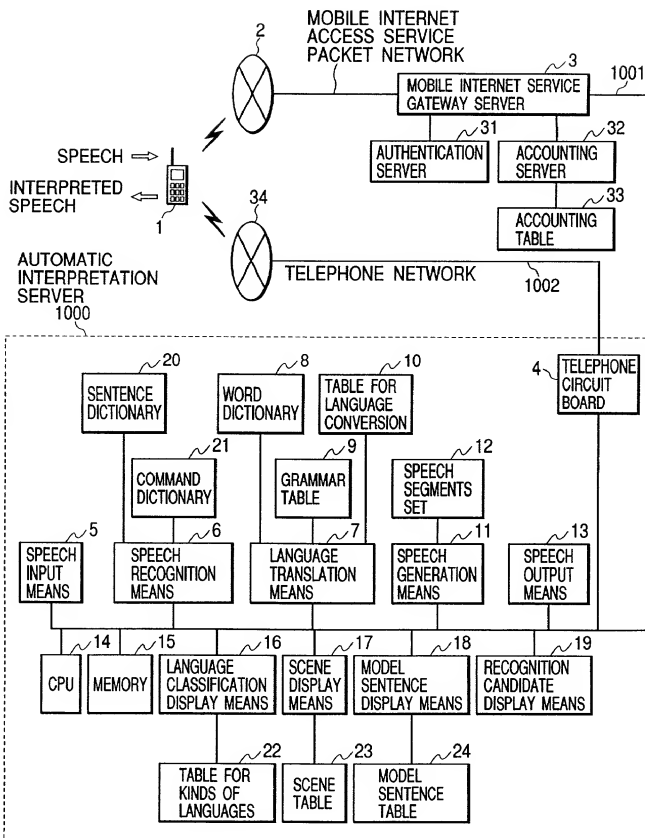 MOBILE INTERNET
ACCESS SERVICE
PACKET NETWORK
2
3
1001
MOBILE INTERNET SERVICE
GATEWAY SERVER
31
32
AUTHENTICATION
SERVER
ACCOUNTING
SERVER
33
ACCOUNTING
TABLE
SPEECH
INTERPRETED
SPEECH
1
34
TELEPHONE NETWORK
1002
AUTOMATIC
INTERPRETATION
SERVER
1000
4
TELEPHONE
CIRCUIT
BOARD
20
8
10
SENTENCE
DICTIONARY
WORD
DICTIONARY
TABLE FOR
LANGUAGE
CONVERSION
21
9
12
COMMAND
DICTIONARY
GRAMMAR
TABLE
SPEECH
SEGMENTS
SET
5
6
7
11
13
SPEECH
INPUT
MEANS
SPEECH
RECOGNITION
MEANS
LANGUAGE
TRANSLATION
MEANS
SPEECH
GENERATION
MEANS
SPEECH
OUTPUT
MEANS
14
15
16
17
18
19
CPU
MEMORY
LANGUAGE
CLASSIFICATION
DISPLAY MEANS
SCENE
DISPLAY
MEANS
MODEL
SENTENCE
DISPLAY MEANS
RECOGNITION
CANDIDATE
DISPLAY MEANS
22
23
24
TABLE FOR
KINDS OF
LANGUAGES
SCENE
TABLE
MODEL
SENTENCE
TABLE